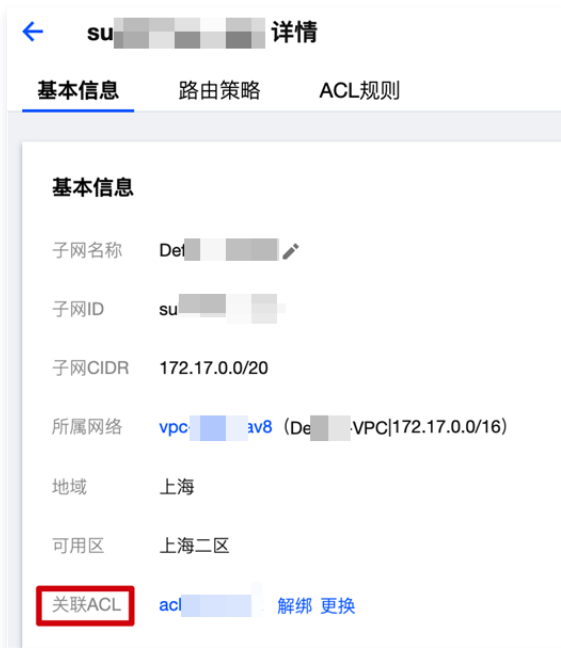 su 详情
基本信息 路由策略 ACL规则
基本信息
子网名称 Def
子网ID su
子网CIDR 172.17.0.0/20
所属网络 vpc- av8 (De -VPC|172.17.0.0/16)
地域 上海
可用区 上海二区
关联ACL acl 解绑 更换